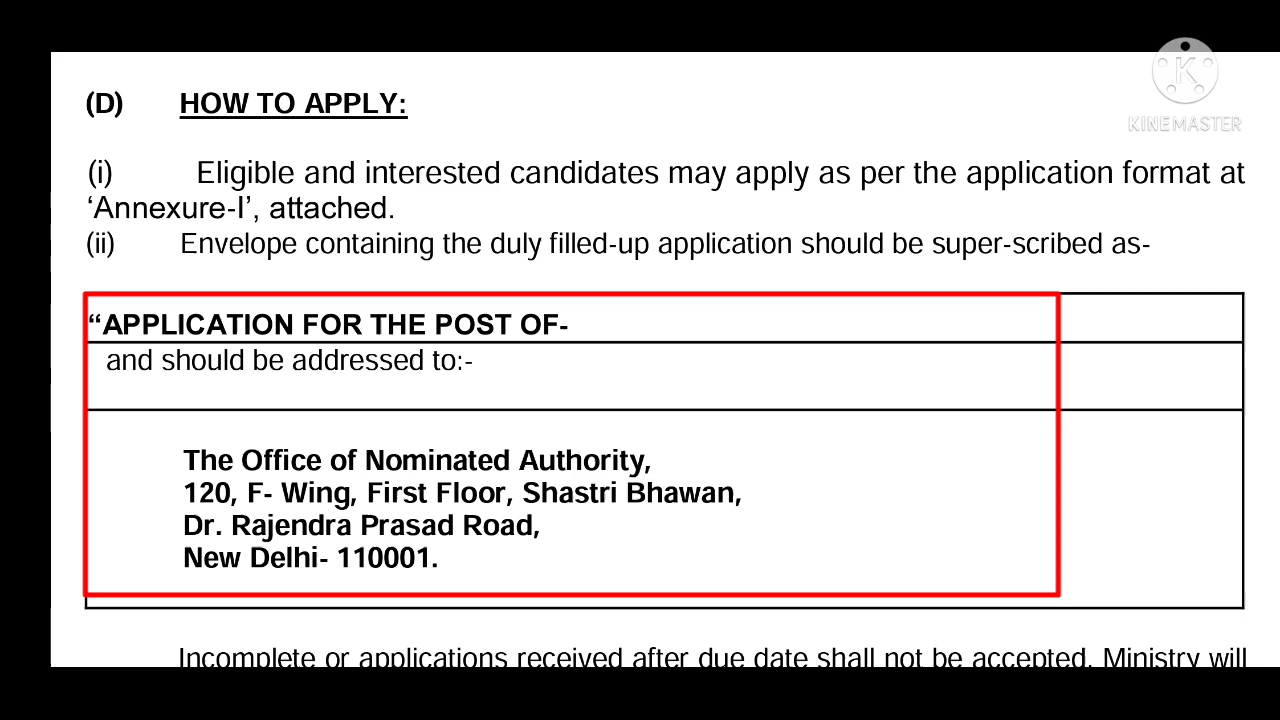 K
KINEMASTER
(D) HOW TO APPLY:
(i) Eligible and interested candidates may apply as per the application format at
‘Annexure-I’, attached.
(ii) Envelope containing the duly filled-up application should be super-scribed as-
“APPLICATION FOR THE POST OF-
and should be addressed to:-
The Office of Nominated Authority,
120, F- Wing, First Floor, Shastri Bhawan,
Dr. Rajendra Prasad Road,
New Delhi- 110001.
Incomplete or applications received after due date shall not be accepted. Ministry will